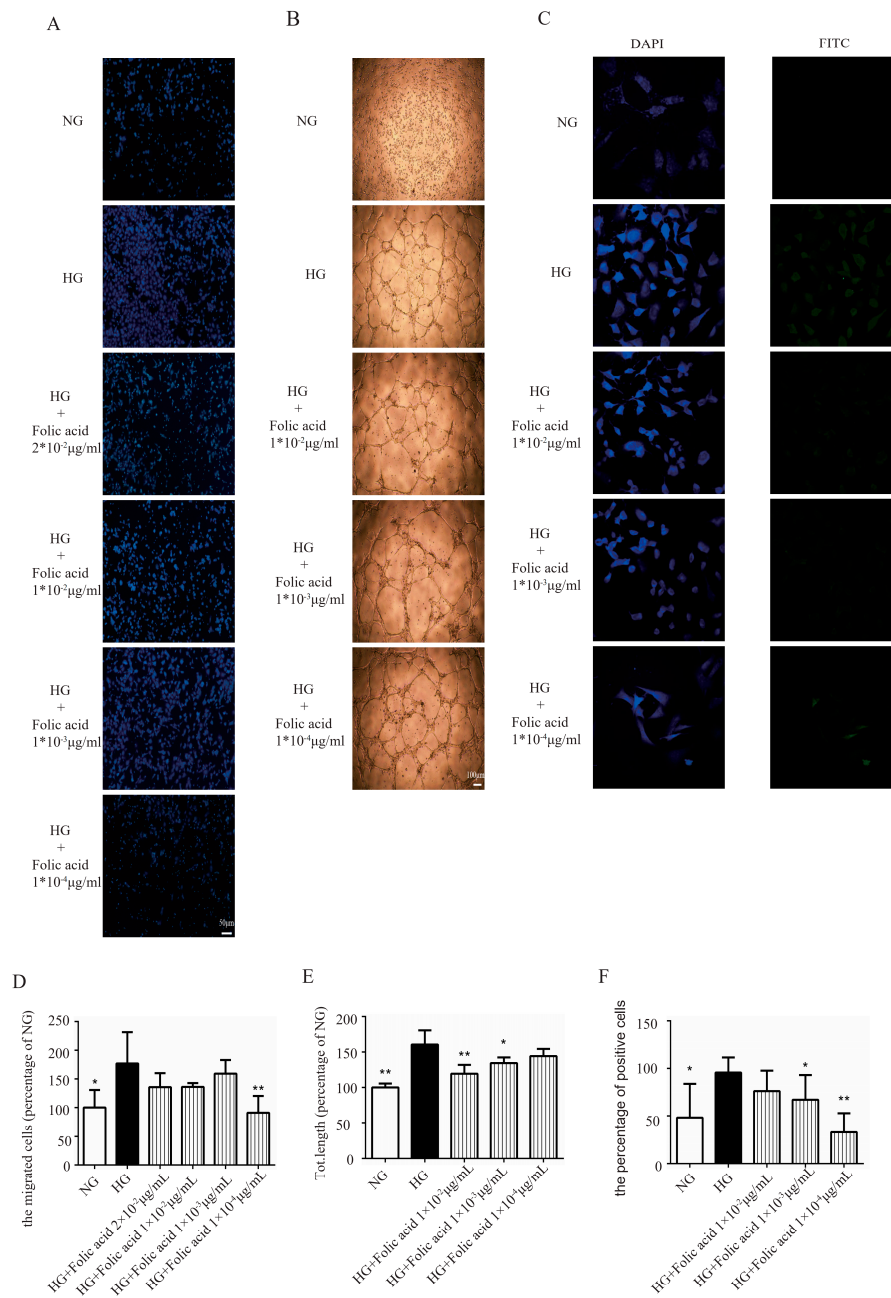 A
NG
HG
HG
+
Folic acid
2*10⁻²μg/ml
HG
+
Folic acid
1*10⁻²μg/ml
HG
+
Folic acid
1*10⁻³μg/ml
HG
+
Folic acid
1*10⁻⁴μg/ml
50μm
B
NG
HG
HG
+
Folic acid
1*10⁻²μg/ml
HG
+
Folic acid
1*10⁻³μg/ml
HG
+
Folic acid
1*10⁻⁴μg/ml
100μm
C
DAPI FITC
NG
HG
HG
+
Folic acid
1*10⁻²μg/ml
HG
+
Folic acid
1*10⁻³μg/ml
HG
+
Folic acid
1*10⁻⁴μg/ml
D
the migrated cells (percentage of NG)
250
200
150
100
50
0
*
**
NG
HG
HG+Folic acid 2×10⁻²μg/mL
HG+Folic acid 1×10⁻²μg/mL
HG+Folic acid 1×10⁻³μg/mL
HG+Folic acid 1×10⁻⁴μg/mL
E
Tot.length (percentage of NG)
200
150
100
50
0
**
**
*
NG
HG
HG+Folic acid 1×10⁻²μg/mL
HG+Folic acid 1×10⁻³μg/mL
HG+Folic acid 1×10⁻⁴μg/mL
F
the percentage of positive cells
150
100
50
0
*
*
**
NG
HG
HG+Folic acid 1×10⁻²μg/mL
HG+Folic acid 1×10⁻³μg/mL
HG+Folic acid 1×10⁻⁴μg/mL